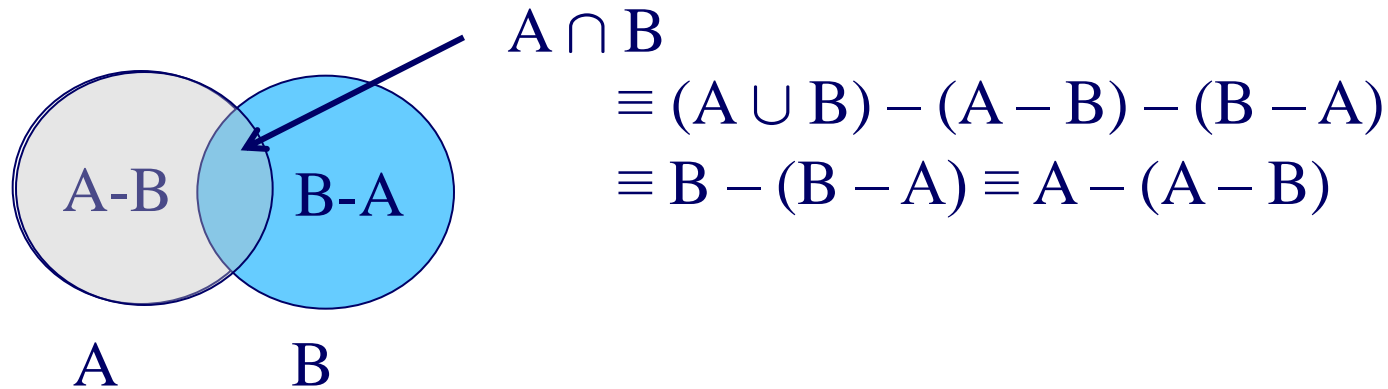 A ∩ B
≡ (A ∪ B) – (A – B) – (B – A)
≡ B – (B – A) ≡ A – (A – B)
A-B
B-A
A
B